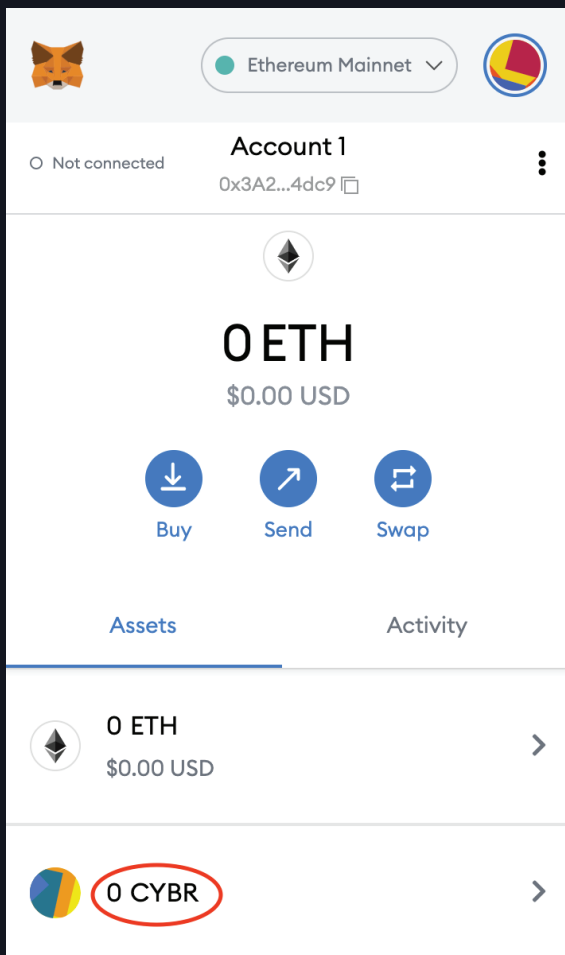 Ethereum Mainnet
Not connected
Account 1
0x3A2...4dc9
0 ETH
$0.00 USD
Buy
Send
Swap
Assets
Activity
0 ETH
$0.00 USD
0 CYBR